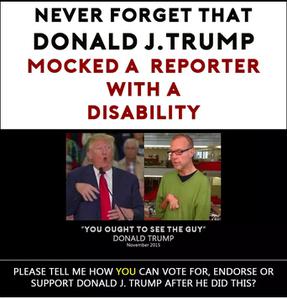 NEVER FORGET THAT
DONALD J.TRUMP
MOCKED A REPORTER
WITH A
DISABILITY
"YOU OUGHT TO SEE THE GUY"
DONALD TRUMP
November 2015
PLEASE TELL ME HOW YOU CAN VOTE FOR, ENDORSE OR
SUPPORT DONALD J. TRUMP AFTER HE DID THIS?